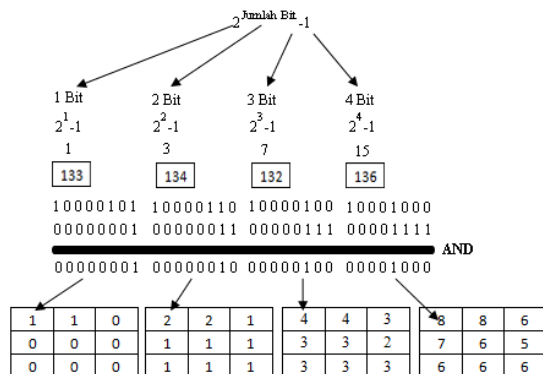 2^Jumlah Bit -1
1 Bit 2 Bit 3 Bit 4 Bit
2^1-1 2^2-1 2^3-1 2^4-1
1 3 7 15
133 134 132 136
10000101 10000110 10000100 10001000
00000001 00000011 00000111 00001111
AND
00000001 00000010 00000100 00001000
1 1 0 2 2 1 4 4 3 8 8 6
0 0 0 1 1 1 3 3 2 7 6 5
0 0 0 1 1 1 3 3 3 6 6 6